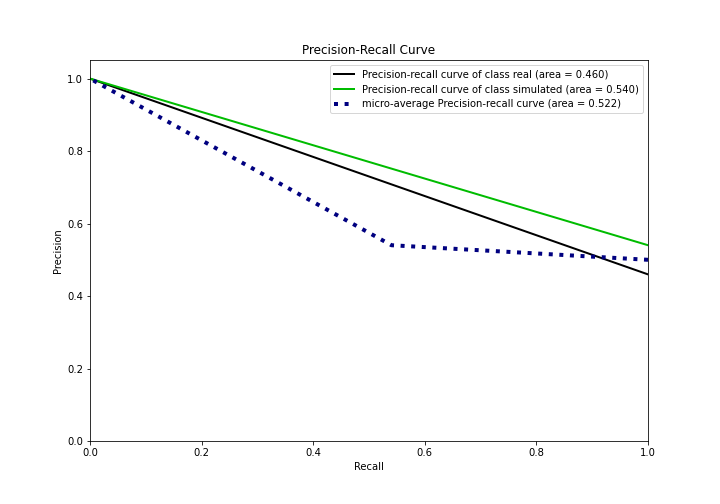 Precision-Recall Curve
Precision-recall curve of class real (area = 0.460)
Precision-recall curve of class simulated (area = 0.540)
micro-average Precision-recall curve (area = 0.522)
1.0
0.8
0.6
0.4
0.2
0.0
Precision
0.0 0.2 0.4 0.6 0.8 1.0
Recall